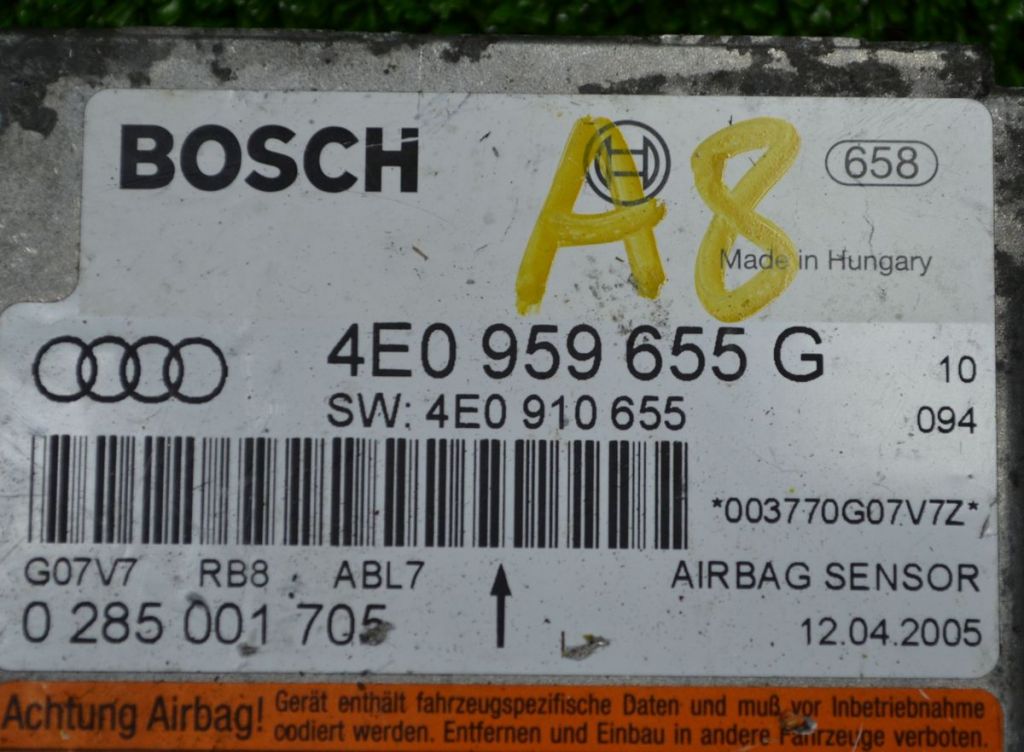 BOSCH A8 658
Made in Hungary
4E0 959 655 G 10
SW: 4E0 910 655 094
*003770G07V7Z*
G07V7 RB8 ABL7 AIRBAG SENSOR
0 285 001 705 12.04.2005
Achtung Airbag! Gerät enthält fahrzeugspezifische Daten und muß vor Inbetriebnahme
codiert werden. Entfernen und Einbau in andere Fahrzeuge verboten.